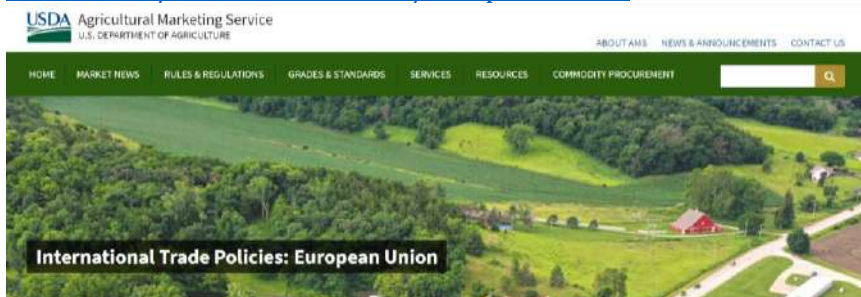 USDA Agricultural Marketing Service
U.S. DEPARTMENT OF AGRICULTURE
ABOUT AMS NEWS & ANNOUNCEMENTS CONTACT US
HOME MARKET NEWS RULES & REGULATIONS GRADES & STANDARDS SERVICES RESOURCES COMMODITY PROCUREMENT
International Trade Policies: European Union